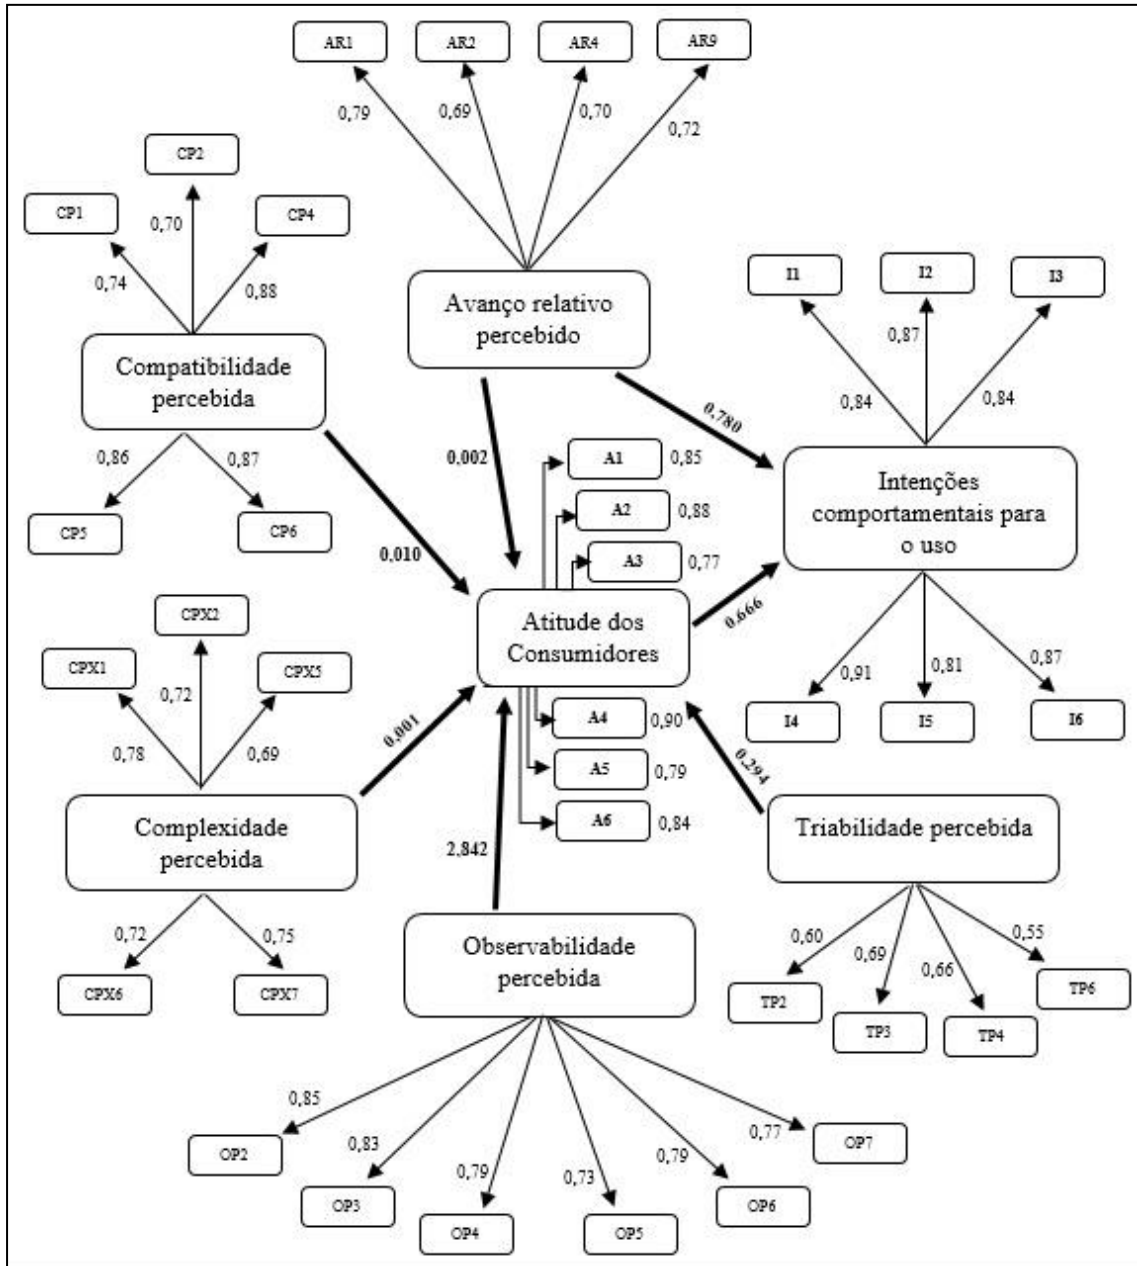 AR1
AR2
AR4
AR9
0,79
0,69
0,70
0,72
CP2
CP1
CP4
0,70
0,74
0,88
Compatibilidade
percebida
0,86
0,87
CP5
CP6
Avanço relativo
percebido
I1
I2
I3
0,84
0,87
0,84
Intenções
comportamentais para
o uso
0,91
0,81
0,87
I4
I5
I6
0,780
0,002
0,010
0,666
A1
0,85
A2
0,88
A3
0,77
Atitude dos
Consumidores
A4
0,90
A5
0,79
A6
0,84
CPX2
CPX1
CPX5
0,72
0,78
0,69
0,001
Complexidade
percebida
0,72
0,75
CPX6
CPX7
2,842
0,294
Triabilidade percebida
0,60
0,69
0,66
0,55
TP2
TP3
TP4
TP6
Observabilidade
percebida
0,85
0,83
0,79
0,73
0,79
0,77
OP2
OP3
OP4
OP5
OP6
OP7